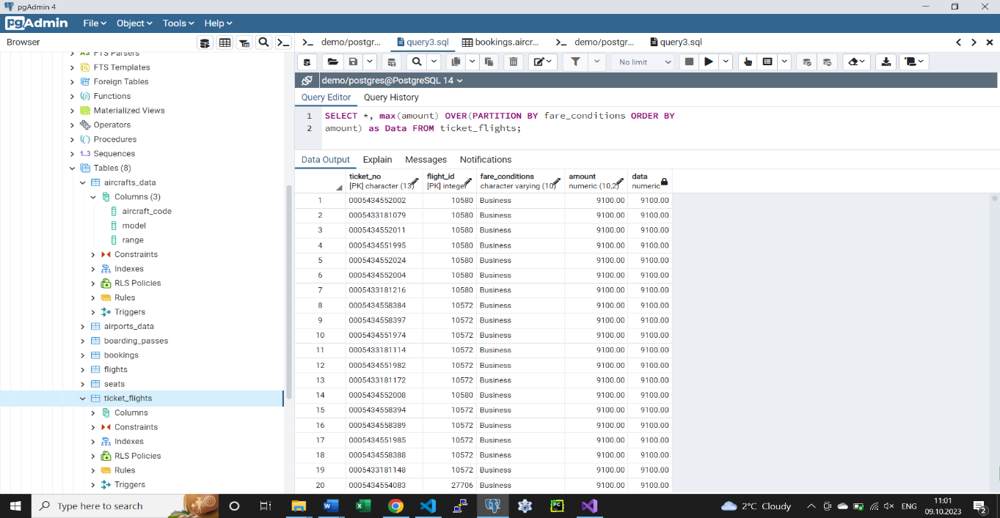 pgAdmin 4
pgAdmin File Object Tools Help
Browser
demo/postgr... query3.sql bookings.aircr... demo/postgr... query3.sql
No limit
demo/postgres@PostgreSQL 14
Query Editor Query History
1 SELECT *, max(amount) OVER(PARTITION BY fare_conditions ORDER BY
2 amount) as Data FROM ticket_flights;
Data Output Explain Messages Notifications
FTS Parsers
FTS Templates
Foreign Tables
Functions
Materialized Views
Operators
Procedures
1..3 Sequences
Tables (8)
aircrafts_data
Columns (3)
aircraft_code
model
range
Constraints
Indexes
RLS Policies
Rules
Triggers
airports_data
boarding_passes
bookings
flights
seats
ticket_flights
Columns
Constraints
Indexes
RLS Policies
Rules
Triggers
ticket_no flight_id fare_conditions amount data
[PK] character (13) [PK] integer character varying (10) numeric (10,2) numeric
1 0005434552002 10580 Business 9100.00 9100.00
2 0005433181079 10580 Business 9100.00 9100.00
3 0005434552011 10580 Business 9100.00 9100.00
4 0005434551995 10580 Business 9100.00 9100.00
5 0005434552024 10580 Business 9100.00 9100.00
6 0005434552004 10580 Business 9100.00 9100.00
7 0005433181216 10580 Business 9100.00 9100.00
8 0005434558384 10572 Business 9100.00 9100.00
9 0005434558397 10572 Business 9100.00 9100.00
10 0005434551974 10572 Business 9100.00 9100.00
11 0005433181114 10572 Business 9100.00 9100.00
12 0005434551982 10572 Business 9100.00 9100.00
13 0005433181172 10572 Business 9100.00 9100.00
14 0005434552008 10580 Business 9100.00 9100.00
15 0005434558394 10572 Business 9100.00 9100.00
16 0005434558389 10572 Business 9100.00 9100.00
17 0005434551985 10572 Business 9100.00 9100.00
18 0005434558388 10572 Business 9100.00 9100.00
19 0005433181148 10572 Business 9100.00 9100.00
20 0005434554083 27706 Business 9100.00 9100.00
Type here to search
2°C Cloudy
ENG
11:01
09.10.2023
2